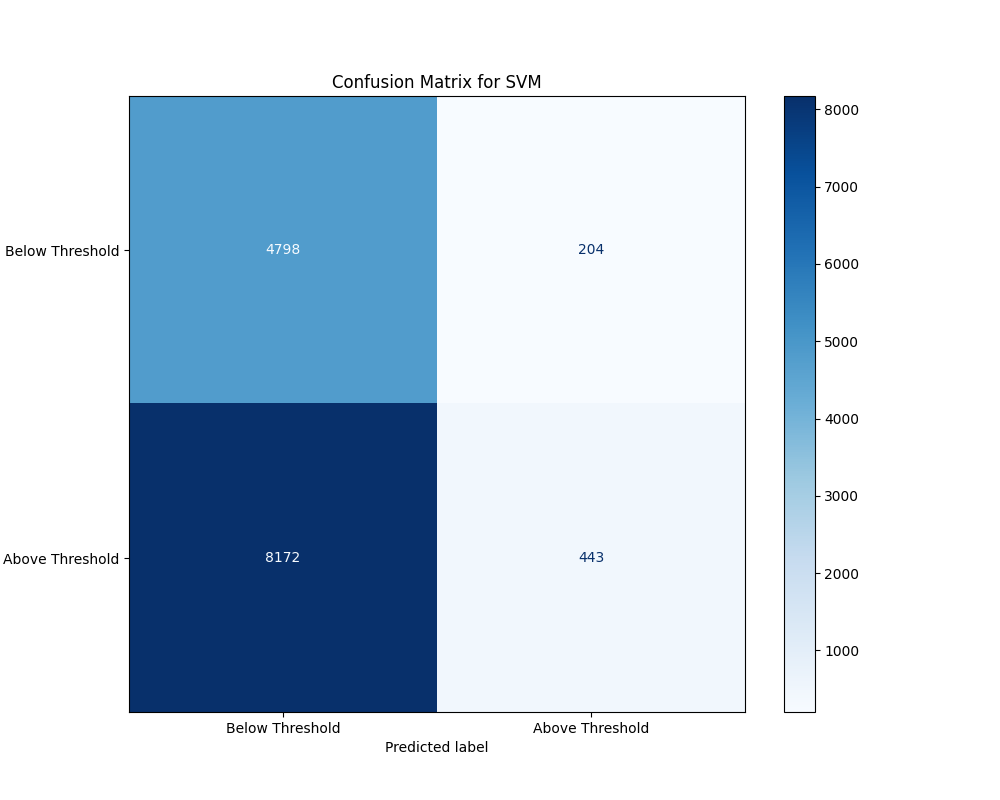 Confusion Matrix for SVM
8000
7000
6000
5000
4000
3000
2000
1000
Below Threshold
4798
204
Above Threshold
8172
443
Below Threshold
Above Threshold
Predicted label